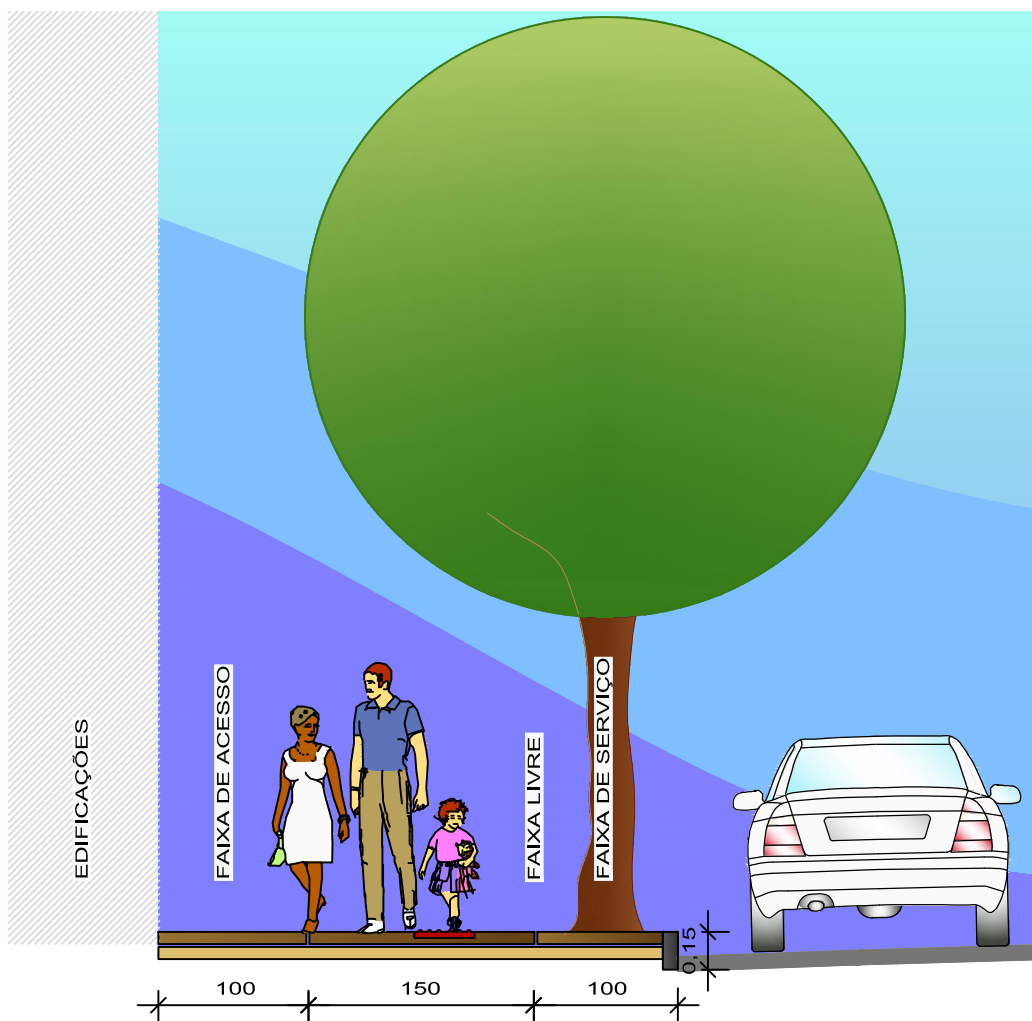 EDIFICAÇÕES
FAIXA DE ACESSO
FAIXA LIVRE
FAIXA DE SERVIÇO
0,15
100
150
100